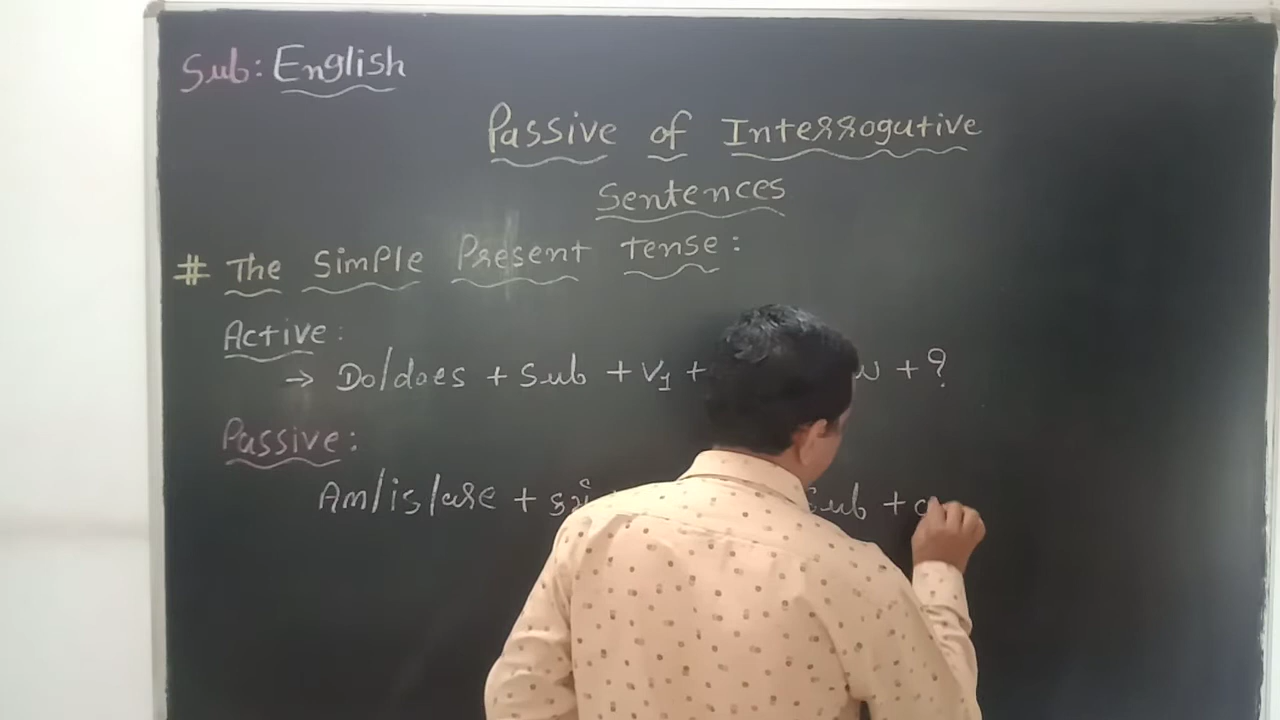 Sub: English
Passive of Interrogative
Sentences
# The Simple Present Tense:
Active:
→ Do/does + Sub + V1 + + ?
Passive:
Am/is/are + Sub +